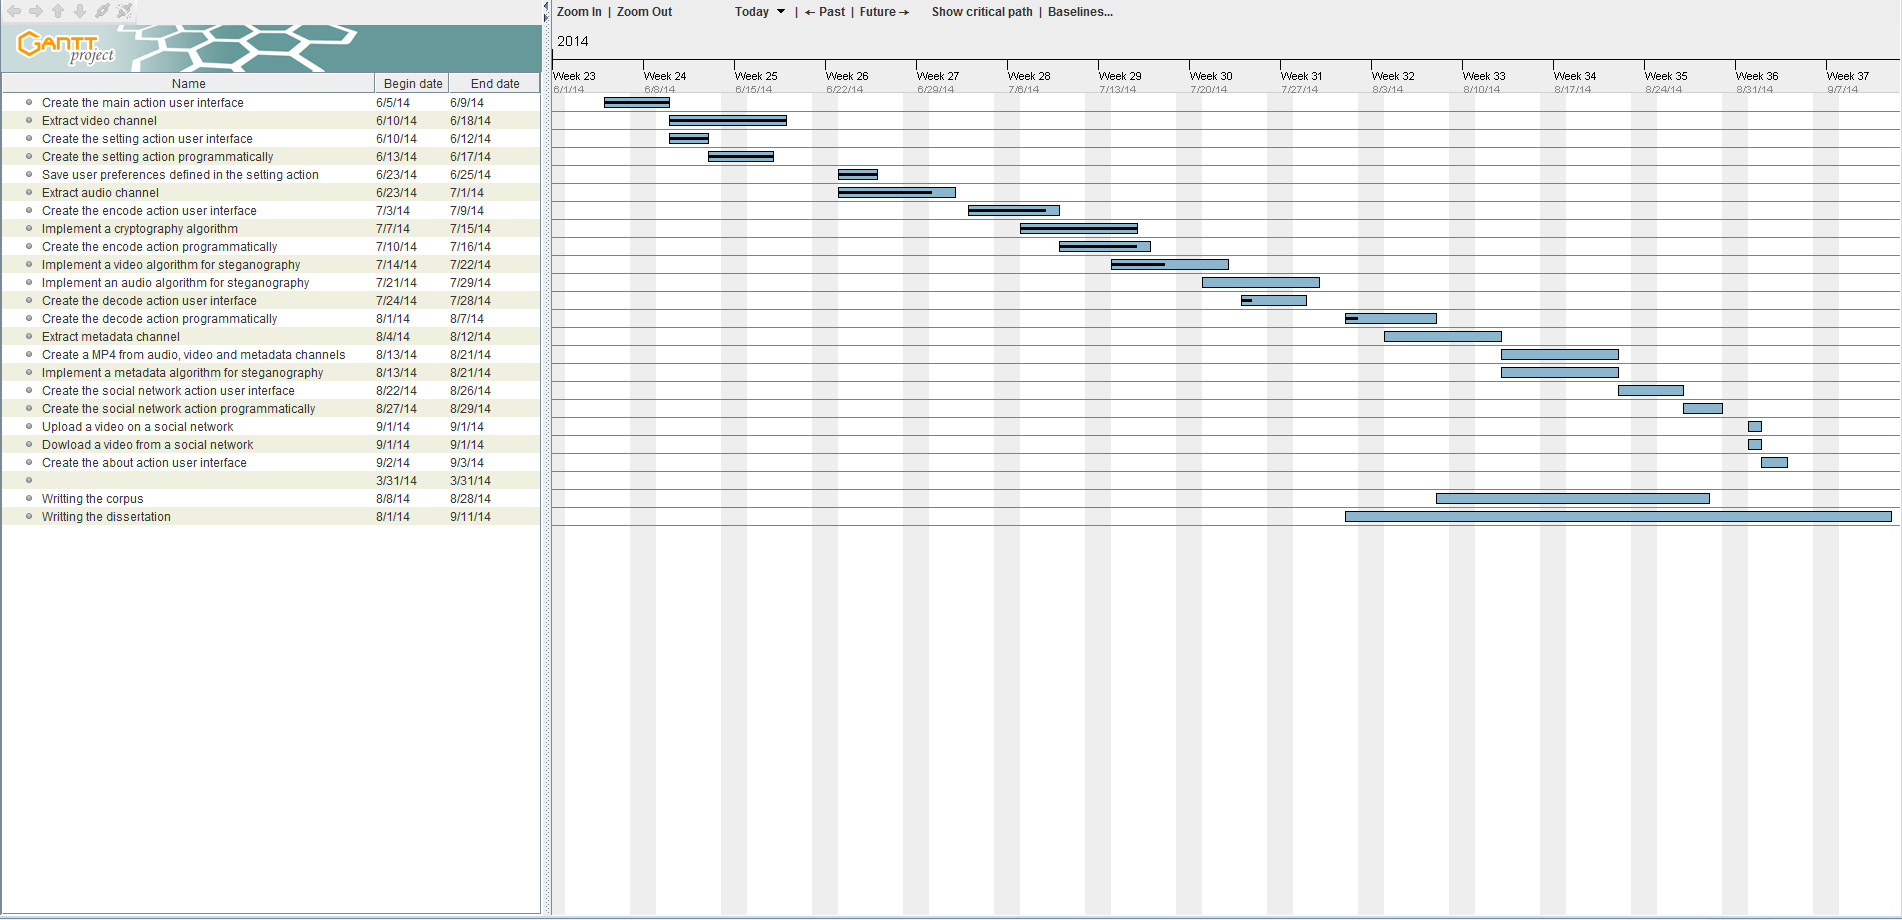 Zoom In | Zoom Out Today | ← Past | Future → Show critical path | Baselines...
GANTT project
2014
Week 23 Week 24 Week 25 Week 26 Week 27 Week 28 Week 29 Week 30 Week 31 Week 32 Week 33 Week 34 Week 35 Week 36 Week 37
6/1/14 6/8/14 6/15/14 6/22/14 6/29/14 7/6/14 7/13/14 7/20/14 7/27/14 8/3/14 8/10/14 8/17/14 8/24/14 8/31/14 9/7/14
Name Begin date End date
Create the main action user interface 6/5/14 6/9/14
Extract video channel 6/10/14 6/18/14
Create the setting action user interface 6/10/14 6/12/14
Create the setting action programmatically 6/13/14 6/17/14
Save user preferences defined in the setting action 6/23/14 6/25/14
Extract audio channel 6/23/14 7/1/14
Create the encode action user interface 7/3/14 7/9/14
Implement a cryptography algorithm 7/7/14 7/15/14
Create the encode action programmatically 7/10/14 7/16/14
Implement a video algorithm for steganography 7/14/14 7/22/14
Implement an audio algorithm for steganography 7/21/14 7/29/14
Create the decode action user interface 7/24/14 7/28/14
Create the decode action programmatically 8/1/14 8/7/14
Extract metadata channel 8/4/14 8/12/14
Create a MP4 from audio, video and metadata channels 8/13/14 8/21/14
Implement a metadata algorithm for steganography 8/13/14 8/21/14
Create the social network action user interface 8/22/14 8/26/14
Create the social network action programmatically 8/27/14 8/29/14
Upload a video on a social network 9/1/14 9/1/14
Dowload a video from a social network 9/1/14 9/1/14
Create the about action user interface 9/2/14 9/3/14
3/31/14 3/31/14
Writting the corpus 8/8/14 8/28/14
Writting the dissertation 8/1/14 9/11/14